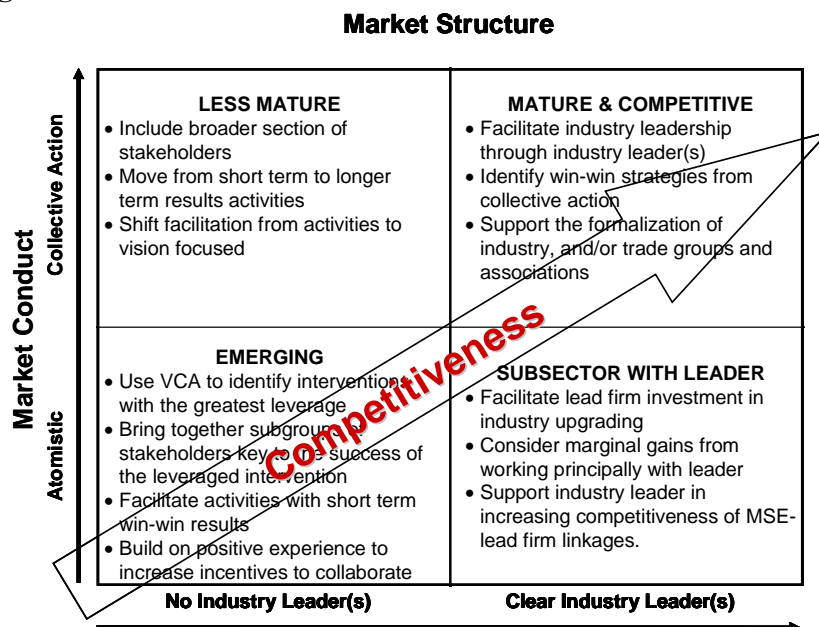 Market Structure
Market Conduct
Collective Action
Atomistic
LESS MATURE
• Include broader section of
stakeholders
• Move from short term to longer
term results activities
• Shift facilitation from activities to
vision focused
MATURE & COMPETITIVE
• Facilitate industry leadership
through industry leader(s)
• Identify win-win strategies from
collective action
• Support the formalization of
industry, and/or trade groups and
associations
EMERGING
• Use VCA to identify interventions
with the greatest leverage
• Bring together subgroups of
stakeholders key to the success of
the leveraged intervention
• Facilitate activities with short term
win-win results
• Build on positive experience to
increase incentives to collaborate
SUBSECTOR WITH LEADER
• Facilitate lead firm investment in
industry upgrading
• Consider marginal gains from
working principally with leader
• Support industry leader in
increasing competitiveness of MSE-
lead firm linkages.
Competitiveness
No Industry Leader(s)
Clear Industry Leader(s)